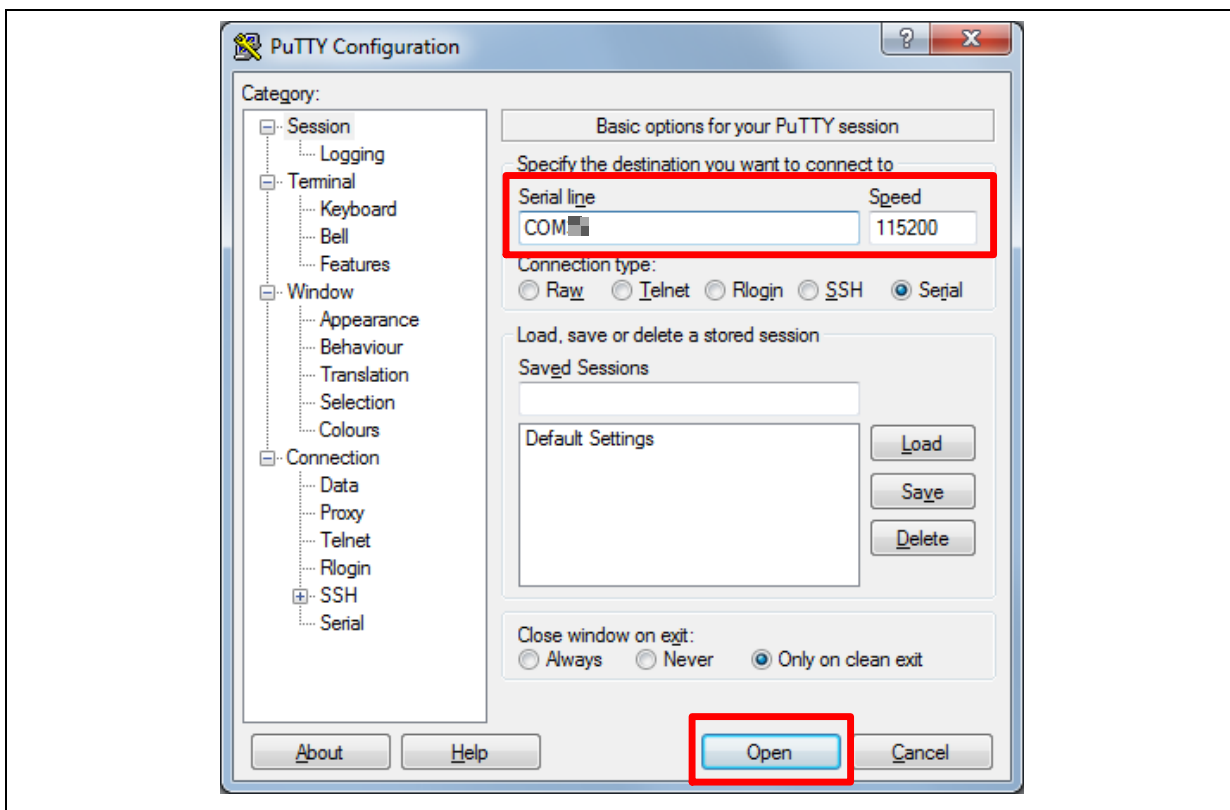 PuTTY Configuration
Category:
Session
Logging
Terminal
Keyboard
Bell
Features
Window
Appearance
Behaviour
Translation
Selection
Colours
Connection
Data
Proxy
Telnet
Rlogin
SSH
Serial
Basic options for your PuTTY session
Specify the destination you want to connect to
Serial line Speed
COM 115200
Connection type:
Raw Telnet Rlogin SSH Serial
Load, save or delete a stored session
Saved Sessions
Default Settings
Load
Save
Delete
Close window on exit:
Always Never Only on clean exit
About Help Open Cancel